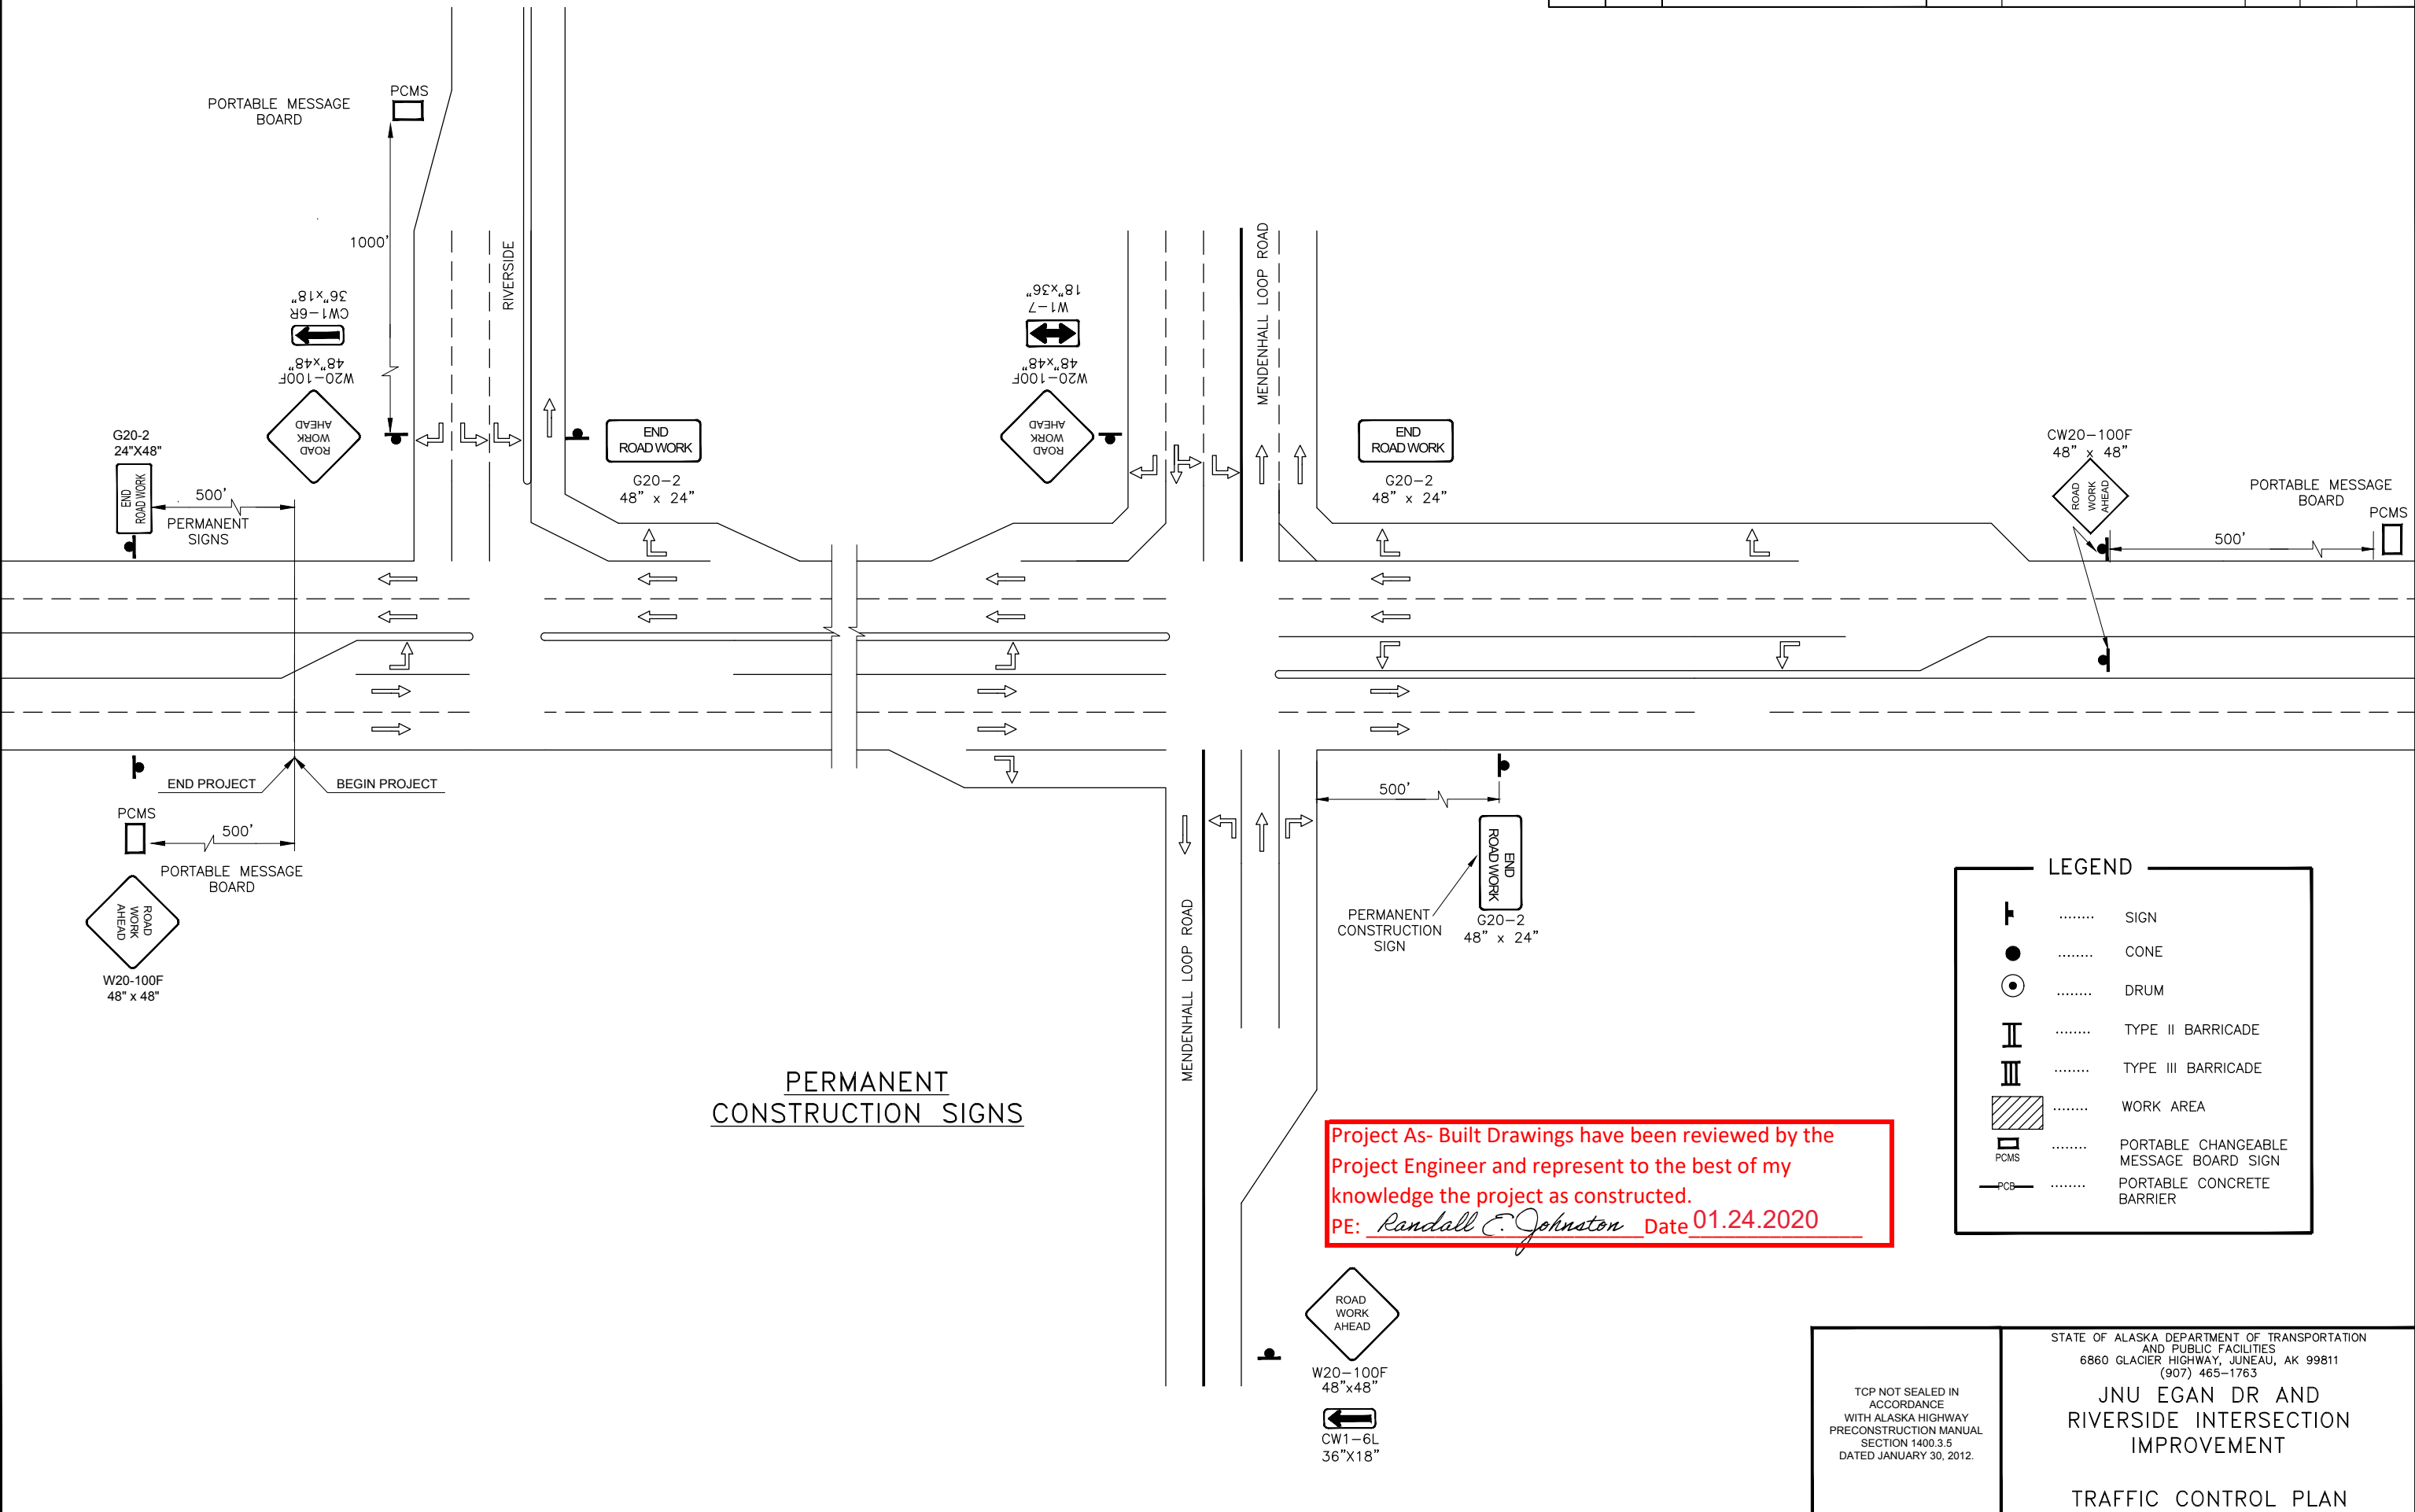 PCMS
PORTABLE MESSAGE
BOARD
1000'
RIVERSIDE
CW1-6R
36"x18"
W20-100F
48"x48"
ROAD
WORK
AHEAD
G20-2
24"X48"
END
ROAD WORK
500'
PERMANENT
SIGNS
END
ROAD WORK
G20-2
48" x 24"
W1-7
18"x36"
W20-100F
48"x48"
ROAD
WORK
AHEAD
MENDENHALL LOOP ROAD
END
ROAD WORK
G20-2
48" x 24"
CW20-100F
48" x 48"
ROAD
WORK
AHEAD
PORTABLE MESSAGE
BOARD
PCMS
500'
END PROJECT
BEGIN PROJECT
PCMS
500'
PORTABLE MESSAGE
BOARD
ROAD
WORK
AHEAD
W20-100F
48" x 48"
500'
END
ROAD WORK
PERMANENT
CONSTRUCTION
SIGN
G20-2
48" x 24"
MENDENHALL LOOP ROAD
PERMANENT
CONSTRUCTION SIGNS
LEGEND
........ SIGN
........ CONE
........ DRUM
........ TYPE II BARRICADE
........ TYPE III BARRICADE
........ WORK AREA
PCMS ........ PORTABLE CHANGEABLE
MESSAGE BOARD SIGN
PCB ........ PORTABLE CONCRETE
BARRIER
Project As- Built Drawings have been reviewed by the
Project Engineer and represent to the best of my
knowledge the project as constructed.
PE: Randall E. Johnston Date 01.24.2020
ROAD
WORK
AHEAD
W20-100F
48"x48"
CW1-6L
36"X18"
TCP NOT SEALED IN
ACCORDANCE
WITH ALASKA HIGHWAY
PRECONSTRUCTION MANUAL
SECTION 1400.3.5
DATED JANUARY 30, 2012.
STATE OF ALASKA DEPARTMENT OF TRANSPORTATION
AND PUBLIC FACILITIES
6860 GLACIER HIGHWAY, JUNEAU, AK 99811
(907) 465-1763
JNU EGAN DR AND
RIVERSIDE INTERSECTION
IMPROVEMENT
TRAFFIC CONTROL PLAN